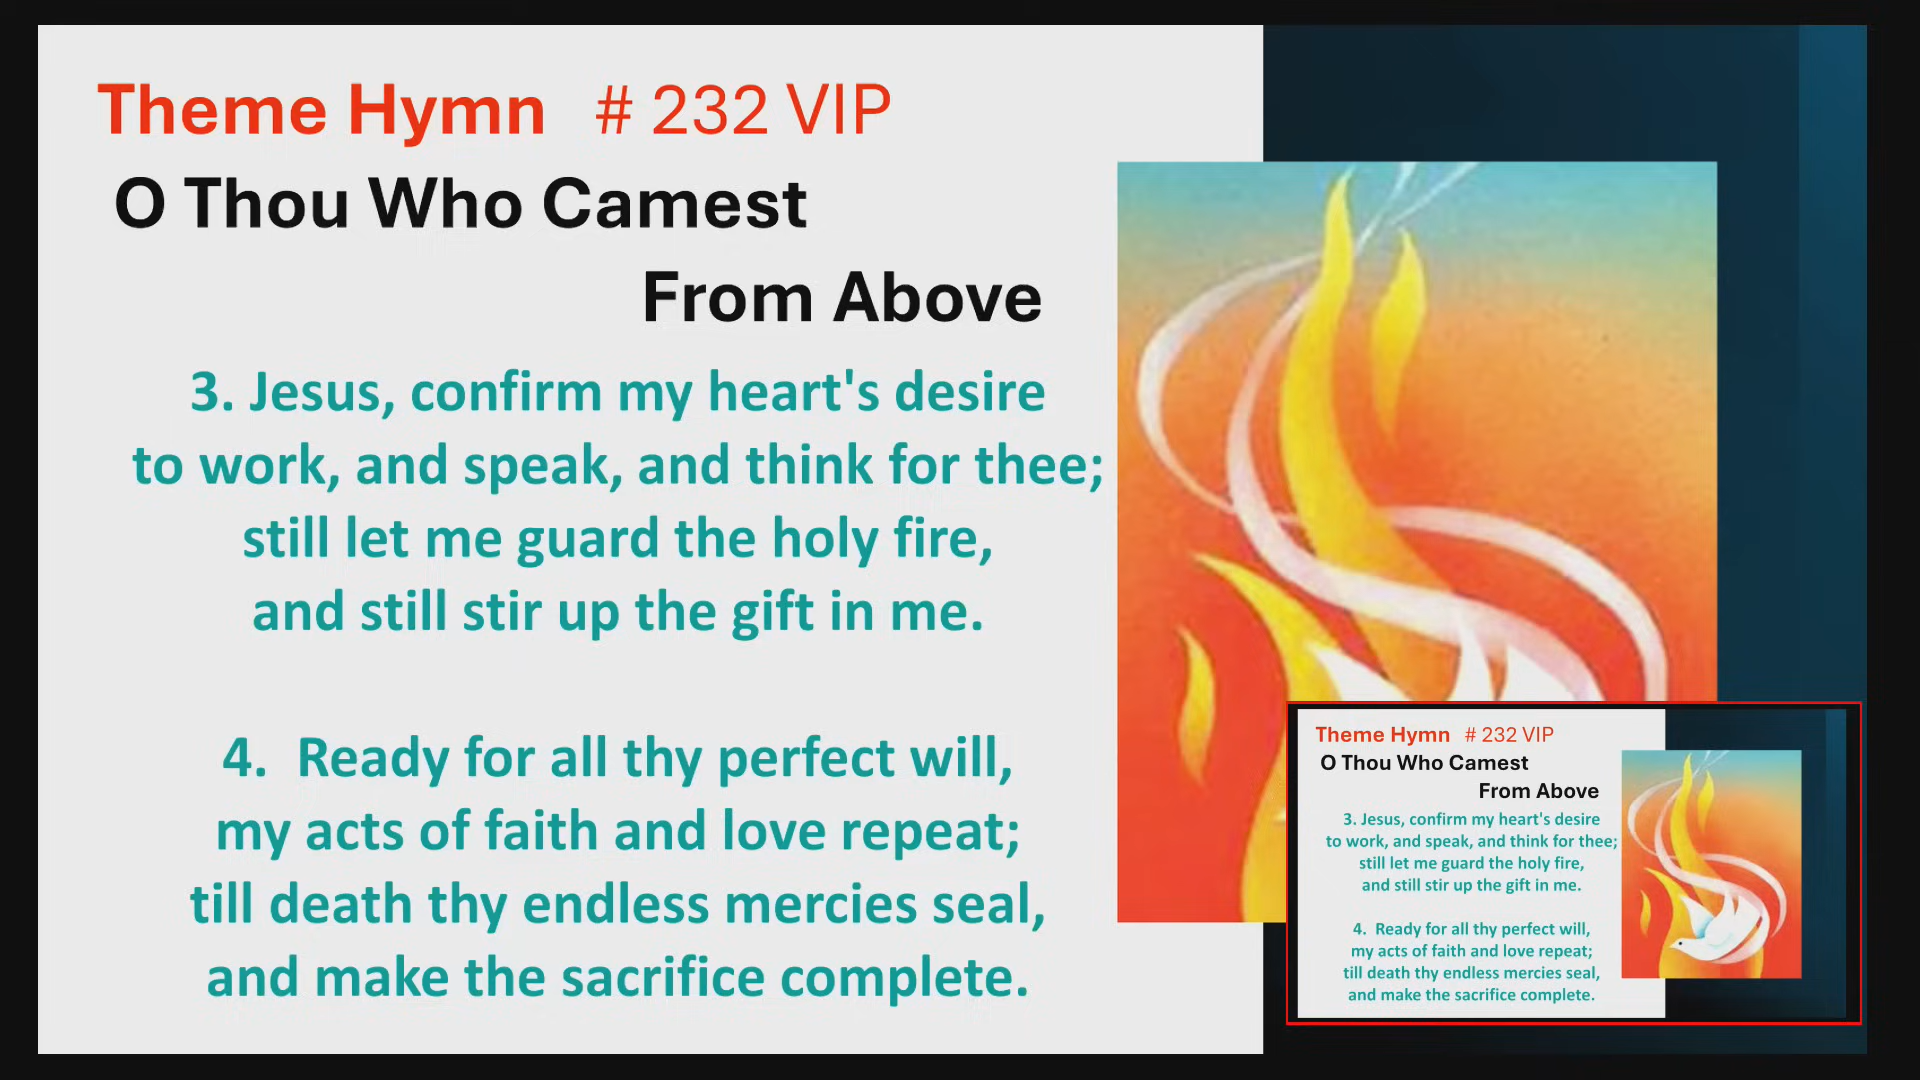 Theme Hymn # 232 VIP
O Thou Who Camest
From Above
3. Jesus, confirm my heart's desire
to work, and speak, and think for thee;
still let me guard the holy fire,
and still stir up the gift in me.
4. Ready for all thy perfect will,
my acts of faith and love repeat;
till death thy endless mercies seal,
and make the sacrifice complete.
Theme Hymn # 232 VIP
O Thou Who Camest
From Above
3. Jesus, confirm my heart's desire
to work, and speak, and think for thee;
still let me guard the holy fire,
and still stir up the gift in me.
4. Ready for all thy perfect will,
my acts of faith and love repeat;
till death thy endless mercies seal,
and make the sacrifice complete.